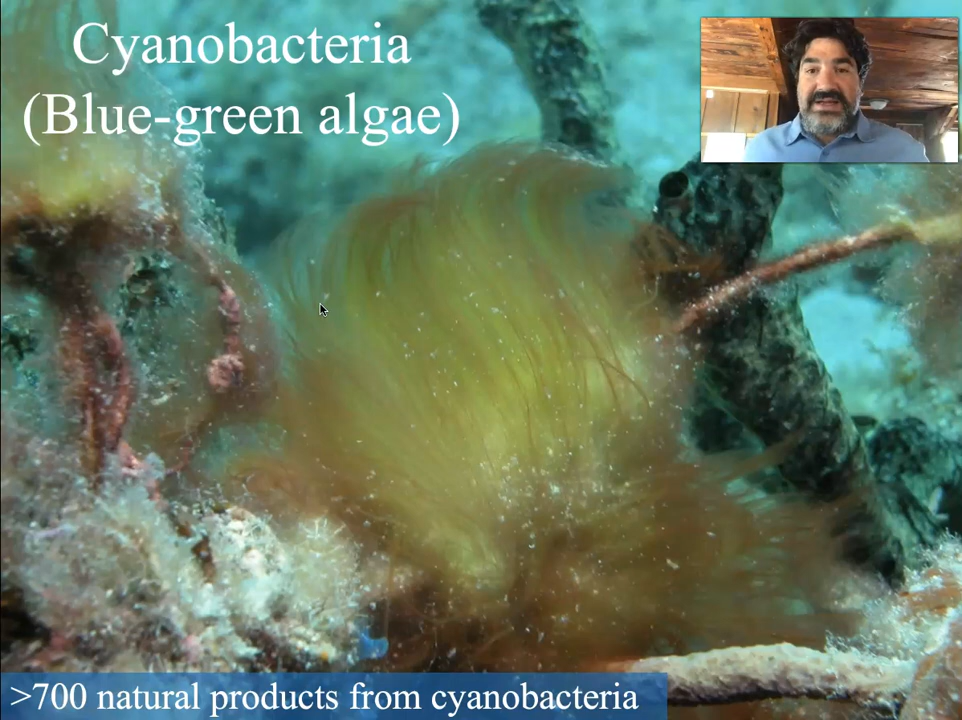 Cyanobacteria
(Blue-green algae)
>700 natural products from cyanobacteria